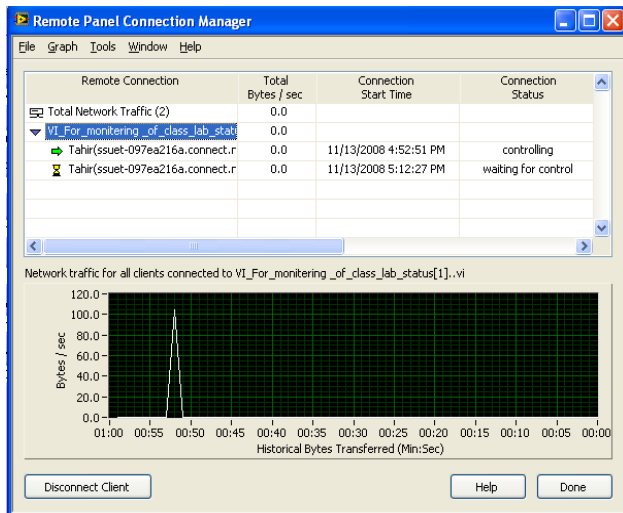 Remote Panel Connection Manager
File Graph Tools Window Help
Remote Connection Total Bytes / sec Connection Start Time Connection Status
Total Network Traffic (2) 0.0
VI_For_monitering _of_class_lab_stat 0.0
Tahir(ssuet-097ea216a.connect.r 0.0 11/13/2008 4:52:51 PM controlling
Tahir(ssuet-097ea216a.connect.r 0.0 11/13/2008 5:12:27 PM waiting for control
Network traffic for all clients connected to VI_For_monitering _of_class_lab_status[1]..vi
120.0
100.0
80.0
60.0
40.0
20.0
0.0
Bytes / sec
01:00 00:55 00:50 00:45 00:40 00:35 00:30 00:25 00:20 00:15 00:10 00:05 00:00
Historical Bytes Transferred (Min:Sec)
Disconnect Client Help Done